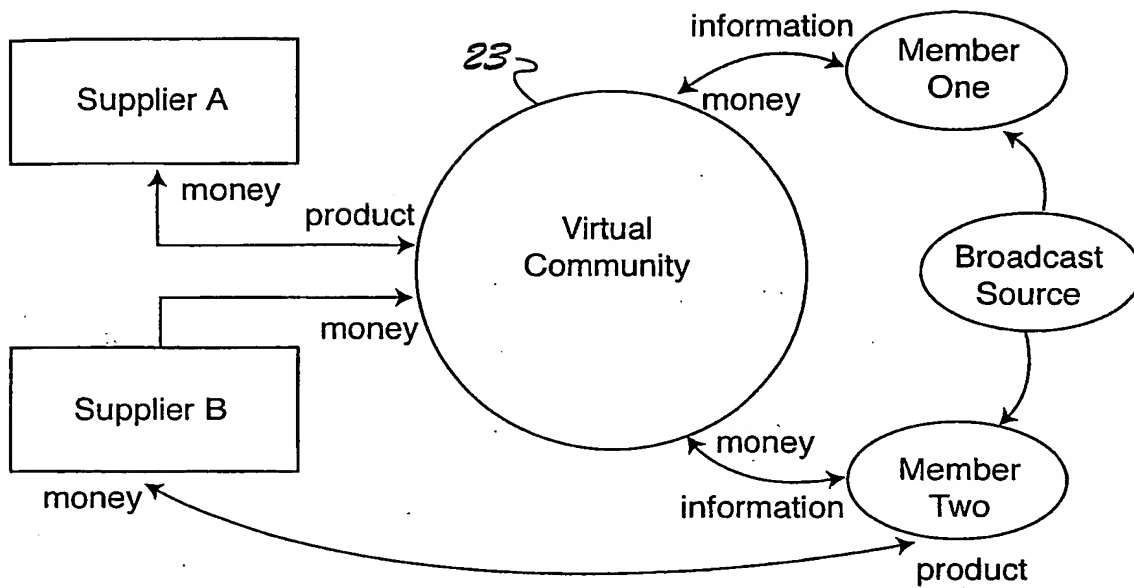 information
23
Member
One
Supplier A
money
money
product
Virtual
Community
Broadcast
Source
money
Supplier B
money
Member
Two
money
information
product